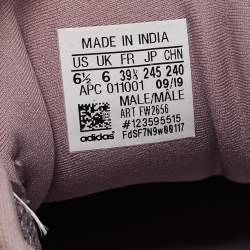 MADE IN INDIA
US UK FR JP CHN
6½ 6 39⅓ 245 240
APC 011001 09/19
MALE/MÂLE
ART FW2656
#123595515
FdSF7N9w00117
adidas